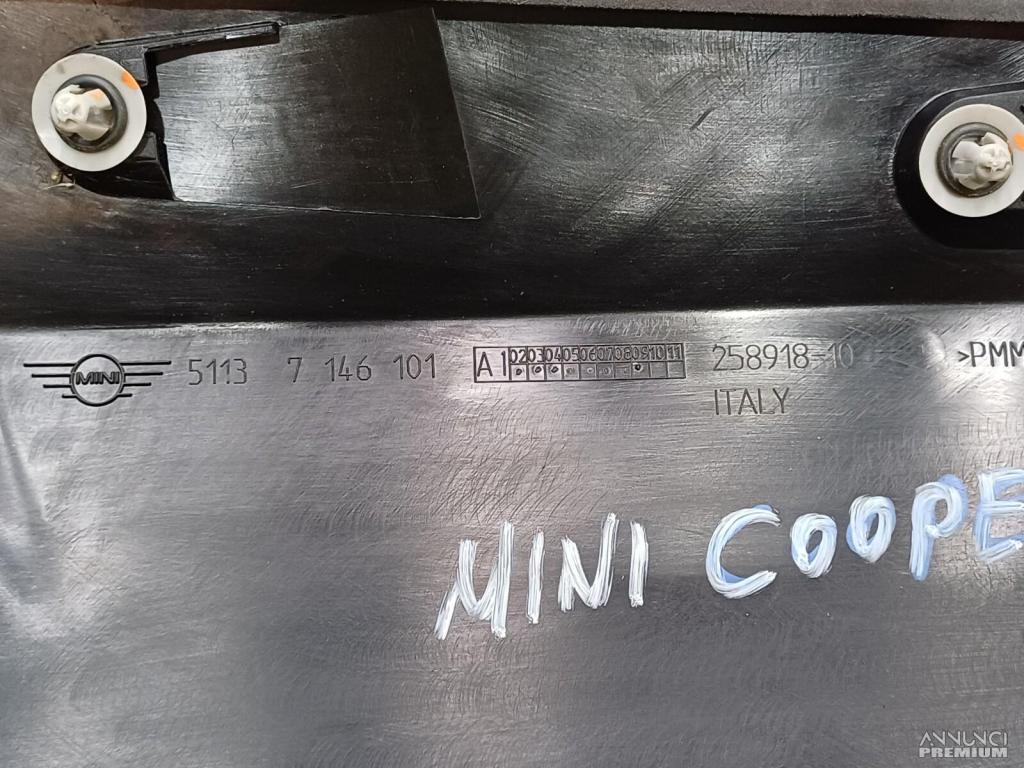 MINI 5113 7 146 101 A1 02 03 04 05 06 07 08 09 10 11 258918-10 >PMM
ITALY
MINI COOPE
ANNUNCI
PREMIUM